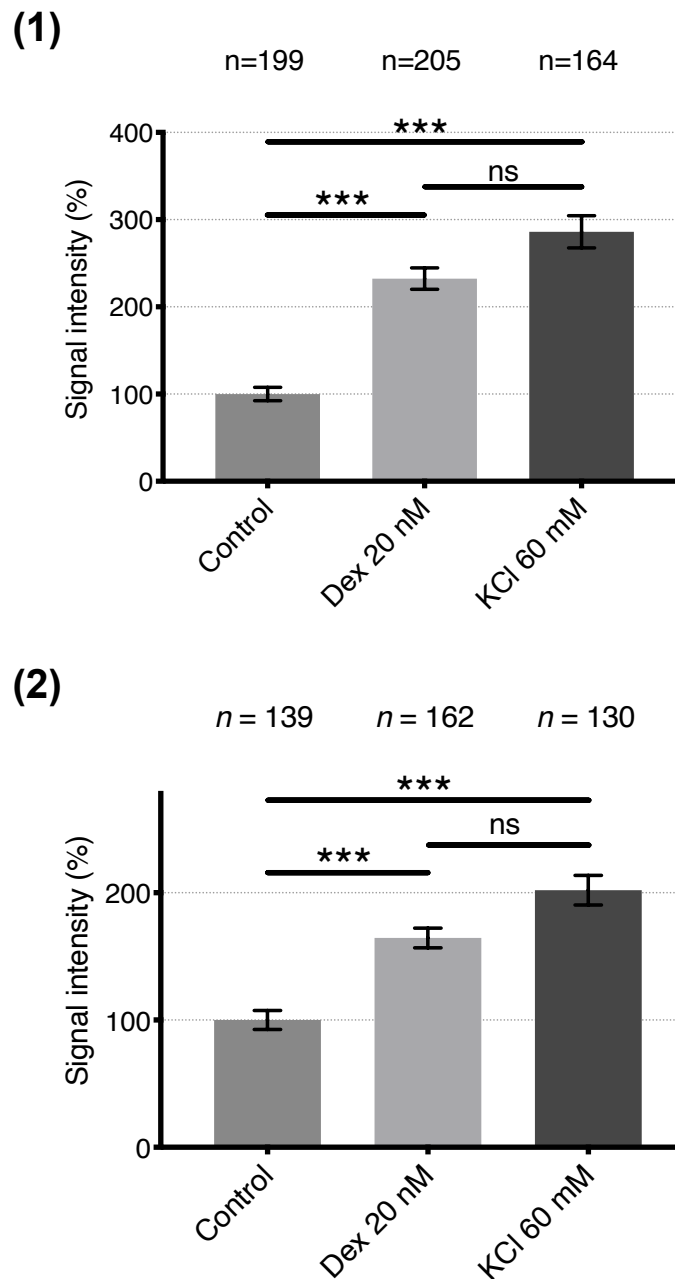 (1)
n=199 n=205 n=164
400
***
ns
300
***
200
100
0
Signal intensity (%)
Control Dex 20 nM KCl 60 mM
(2)
n = 139 n = 162 n = 130
***
ns
***
200
100
0
Signal intensity (%)
Control Dex 20 nM KCl 60 mM